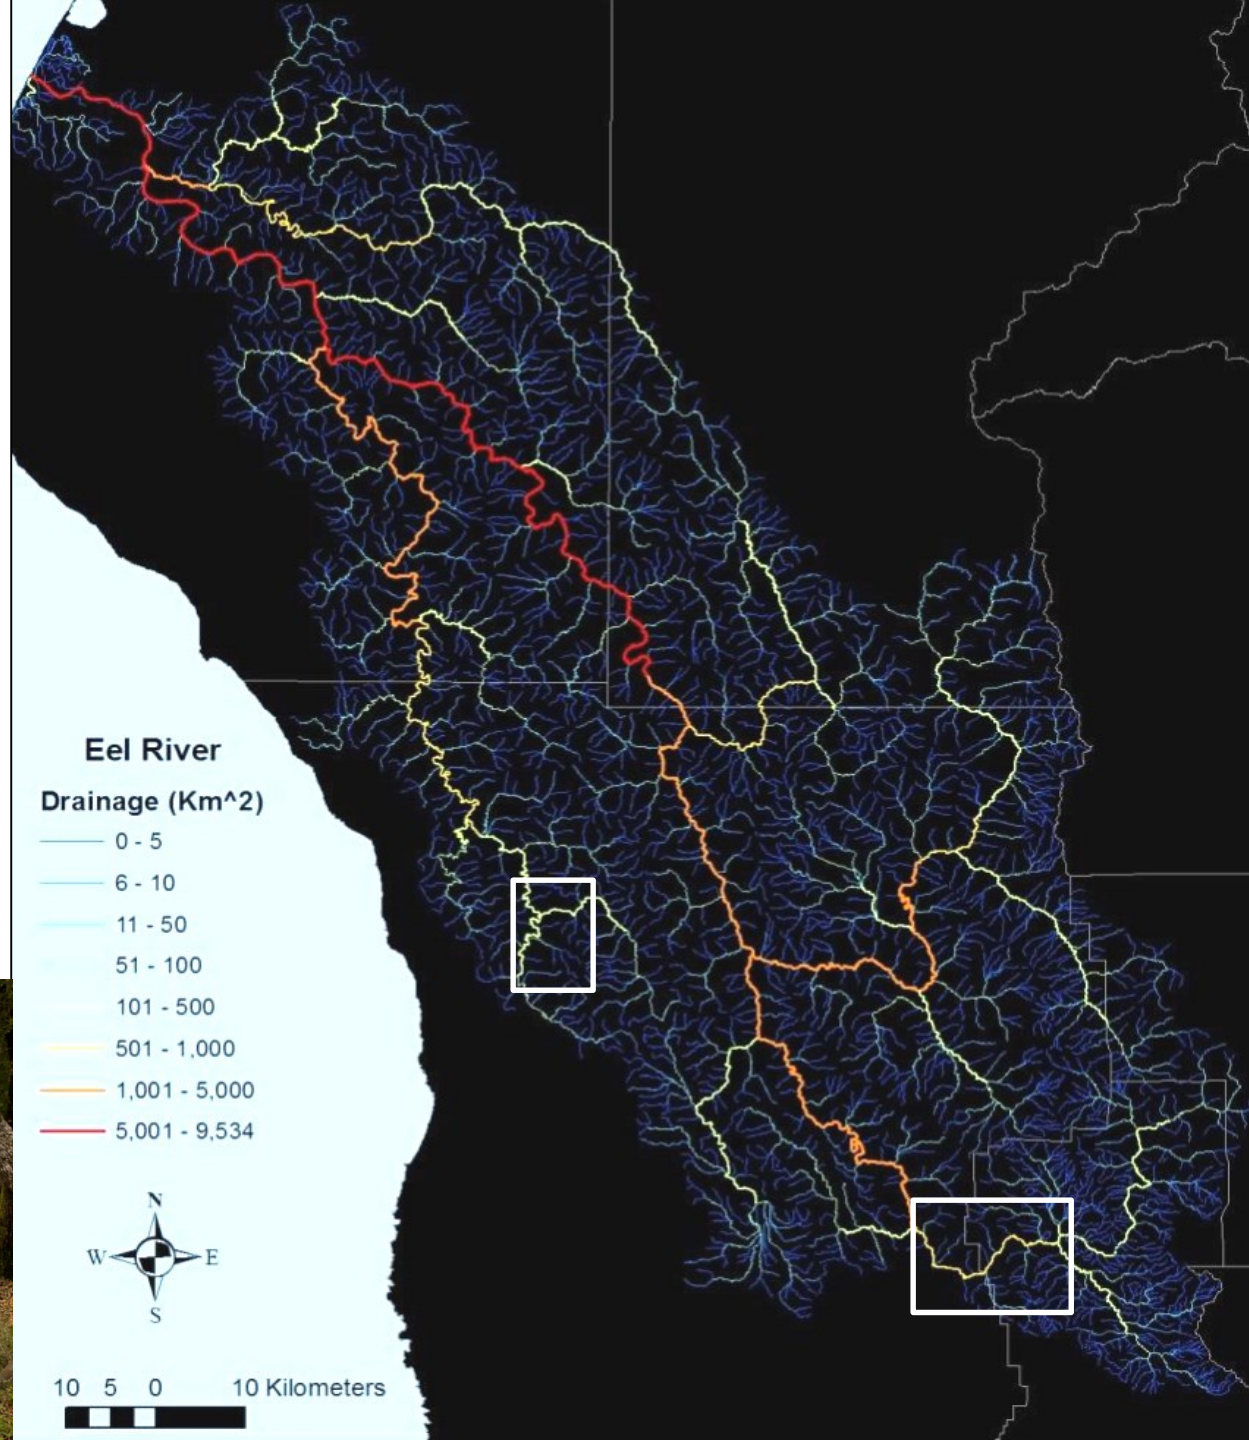 Eel River
Drainage (Km^2)
0 - 5
6 - 10
11 - 50
51 - 100
101 - 500
501 - 1,000
1,001 - 5,000
5,001 - 9,534
N
W E
S
10 5 0 10 Kilometers